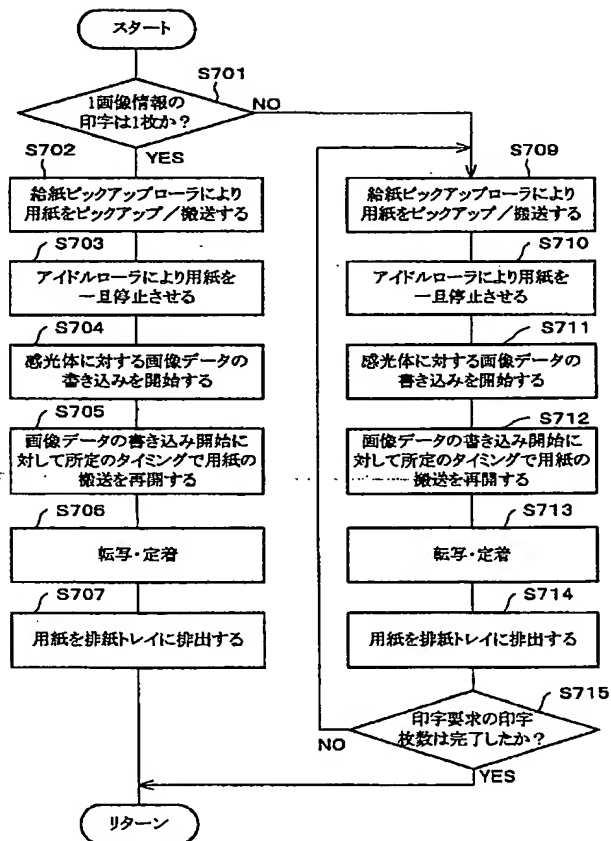 スタート
S701
1画像情報の
印字は1枚か?
NO
YES
S702
給紙ピックアップローラにより
用紙をピックアップ/搬送する
S703
アイドルローラにより用紙を
一旦停止させる
S704
感光体に対する画像データの
書き込みを開始する
S705
画像データの書き込み開始に
対して所定のタイミングで用紙の
搬送を再開する
S706
転写・定着
S707
用紙を排紙トレイに排出する
S709
給紙ピックアップローラにより
用紙をピックアップ/搬送する
S710
アイドルローラにより用紙を
一旦停止させる
S711
感光体に対する画像データの
書き込みを開始する
S712
画像データの書き込み開始に
対して所定のタイミングで用紙の
搬送を再開する
S713
転写・定着
S714
用紙を排紙トレイに排出する
S715
印字要求の印字
枚数は完了したか?
NO
YES
リターン